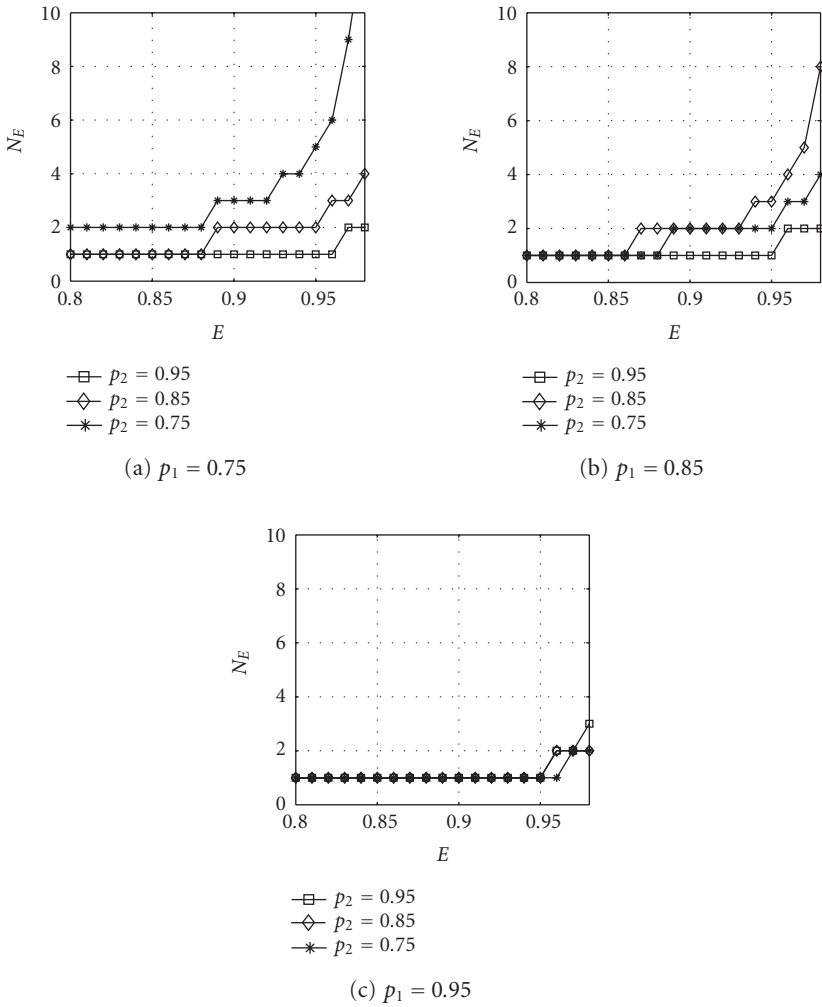 10
8
6
4
2
0
N_E
0.8 0.85 0.9 0.95
E
p₂ = 0.95
p₂ = 0.85
p₂ = 0.75
(a) p₁ = 0.75
10
8
6
4
2
0
N_E
0.8 0.85 0.9 0.95
E
p₂ = 0.95
p₂ = 0.85
p₂ = 0.75
(b) p₁ = 0.85
10
8
6
4
2
0
N_E
0.8 0.85 0.9 0.95
E
p₂ = 0.95
p₂ = 0.85
p₂ = 0.75
(c) p₁ = 0.95